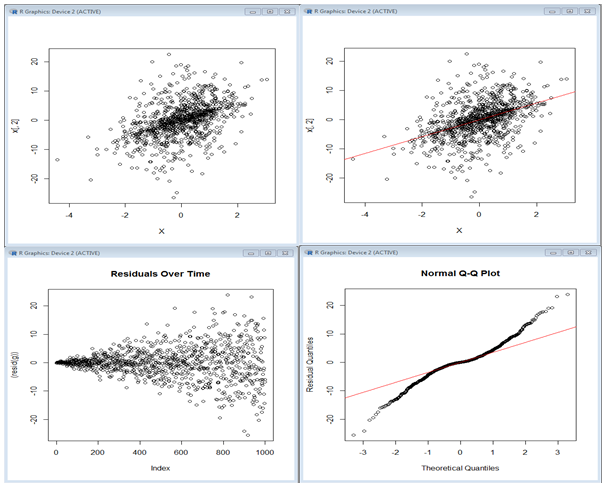 R Graphics: Device 2 (ACTIVE)
x[, 2]
20
10
0
-10
-20
-4
-2
0
2
X
R Graphics: Device 2 (ACTIVE)
x[, 2]
20
10
0
-10
-20
-4
-2
0
2
X
R Graphics: Device 2 (ACTIVE)
Residuals Over Time
(resid(g))
20
10
0
-10
-20
0
200
400
600
800
1000
Index
R Graphics: Device 2 (ACTIVE)
Normal Q-Q Plot
Residual Quantiles
20
10
0
-10
-20
-3
-2
-1
0
1
2
3
Theoretical Quantiles